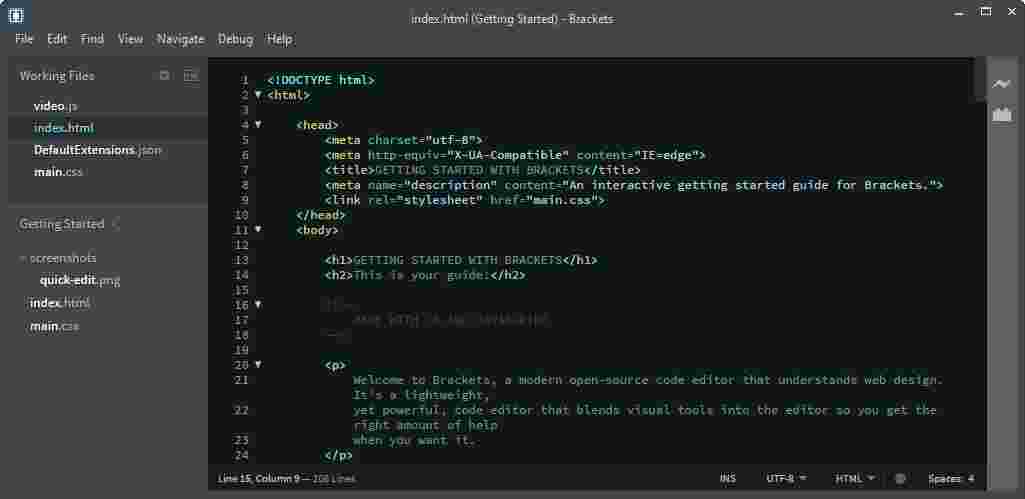 index.html (Getting Started) - Brackets
File Edit Find View Navigate Debug Help
Working Files
video.js
index.html
DefaultExtensions.json
main.css
Getting Started
screenshots
quick-edit.png
index.html
main.css
1 <!DOCTYPE html>
2 <html>
3
4 <head>
5 <meta charset="utf-8">
6 <meta http-equiv="X-UA-Compatible" content="IE=edge">
7 <title>GETTING STARTED WITH BRACKETS</title>
8 <meta name="description" content="An interactive getting started guide for Brackets.">
9 <link rel="stylesheet" href="main.css">
10 </head>
11 <body>
12
13 <h1>GETTING STARTED WITH BRACKETS</h1>
14 <h2>This is your guide!</h2>
15
16 <!--
17 MADE WITH <3 AND JAVASCRIPT
18 -->
19
20 <p>
21 Welcome to Brackets, a modern open-source code editor that understands web design.
It's a lightweight,
22 yet powerful, code editor that blends visual tools into the editor so you get the
right amount of help
23 when you want it.
24 </p>
Line 15, Column 9 — 206 Lines INS UTF-8 HTML Spaces: 4